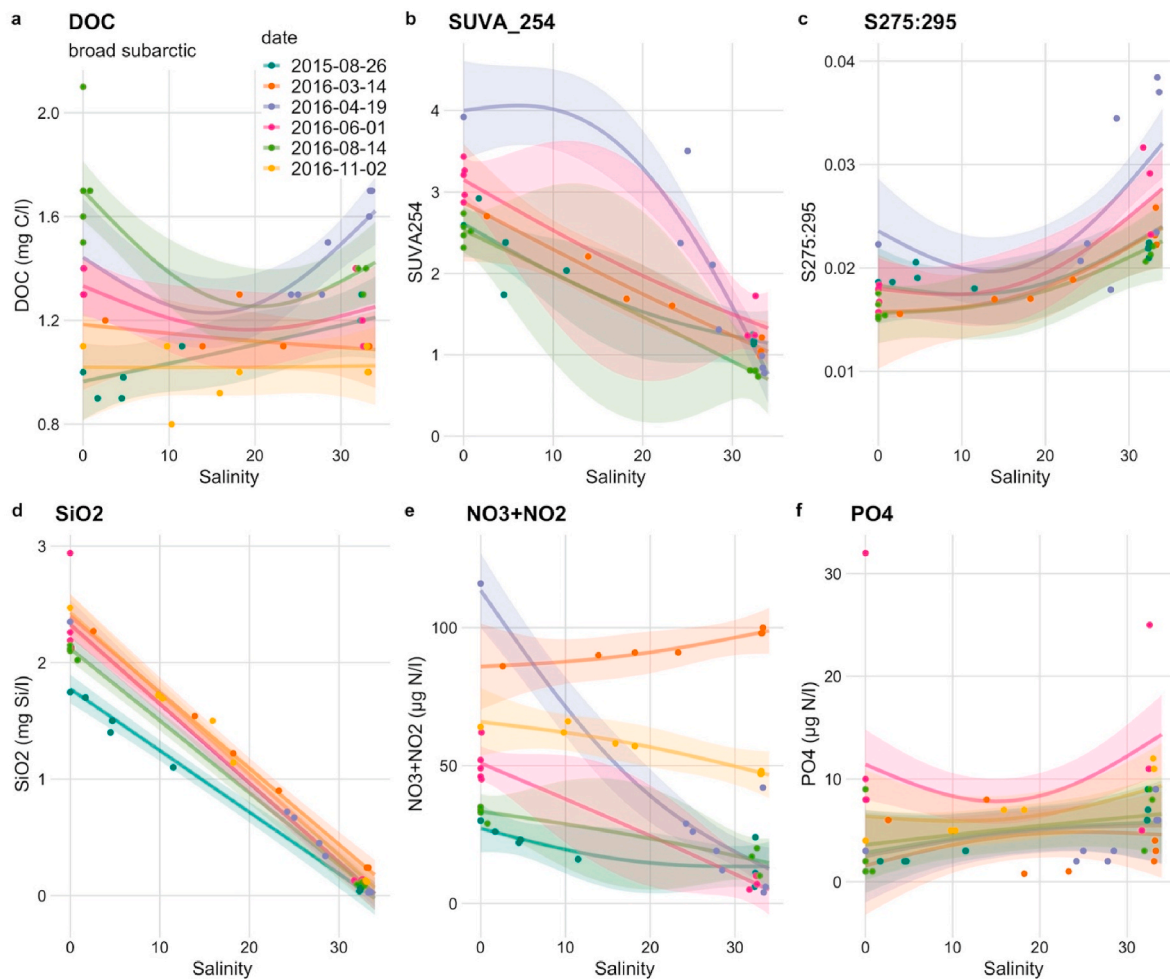 a DOC
broad subarctic
date
2015-08-26
2016-03-14
2016-04-19
2016-06-01
2016-08-14
2016-11-02
2.0
1.6
1.2
0.8
DOC (mg C/l)
0 10 20 30
Salinity
b SUVA_254
4
3
2
1
0
SUVA254
0 10 20 30
Salinity
c S275:295
0.04
0.03
0.02
0.01
S275:295
0 10 20 30
Salinity
d SiO2
3
2
1
0
SiO2 (mg Si/l)
0 10 20 30
Salinity
e NO3+NO2
100
50
0
NO3+NO2 (µg N/l)
0 10 20 30
Salinity
f PO4
30
20
10
0
PO4 (µg N/l)
0 10 20 30
Salinity